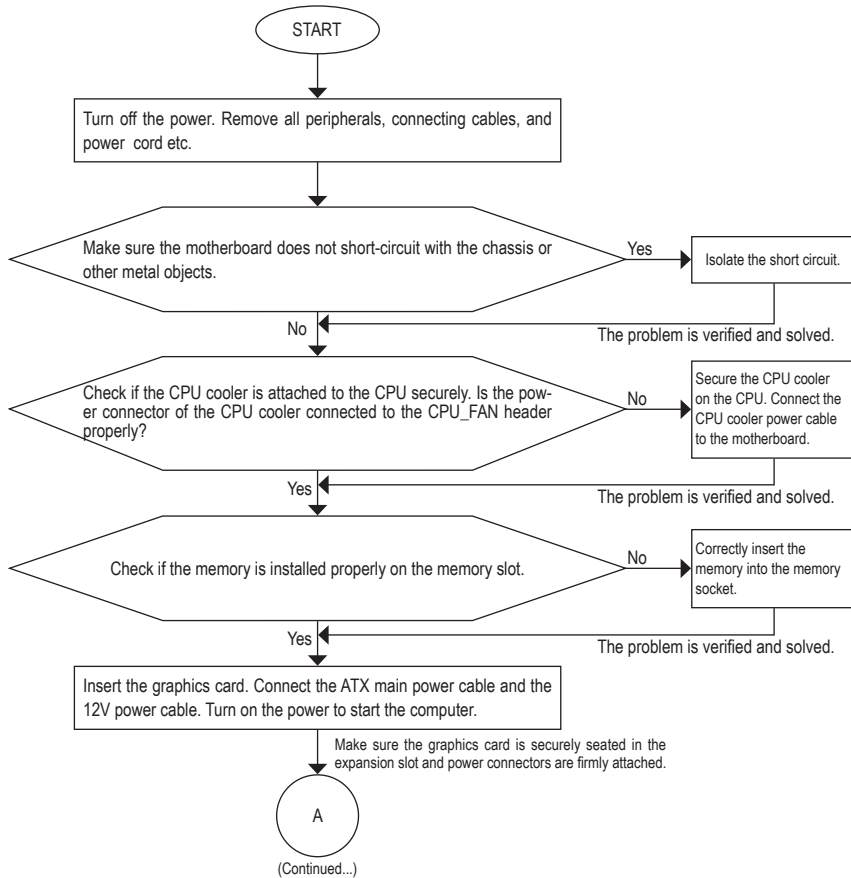 START
Turn off the power. Remove all peripherals, connecting cables, and
power cord etc.
Make sure the motherboard does not short-circuit with the chassis or
other metal objects.
Yes
Isolate the short circuit.
No
The problem is verified and solved.
Check if the CPU cooler is attached to the CPU securely. Is the pow-
er connector of the CPU cooler connected to the CPU_FAN header
properly?
No
Secure the CPU cooler
on the CPU. Connect the
CPU cooler power cable
to the motherboard.
Yes
The problem is verified and solved.
Check if the memory is installed properly on the memory slot.
No
Correctly insert the
memory into the memory
socket.
Yes
The problem is verified and solved.
Insert the graphics card. Connect the ATX main power cable and the
12V power cable. Turn on the power to start the computer.
Make sure the graphics card is securely seated in the
expansion slot and power connectors are firmly attached.
A
(Continued...)